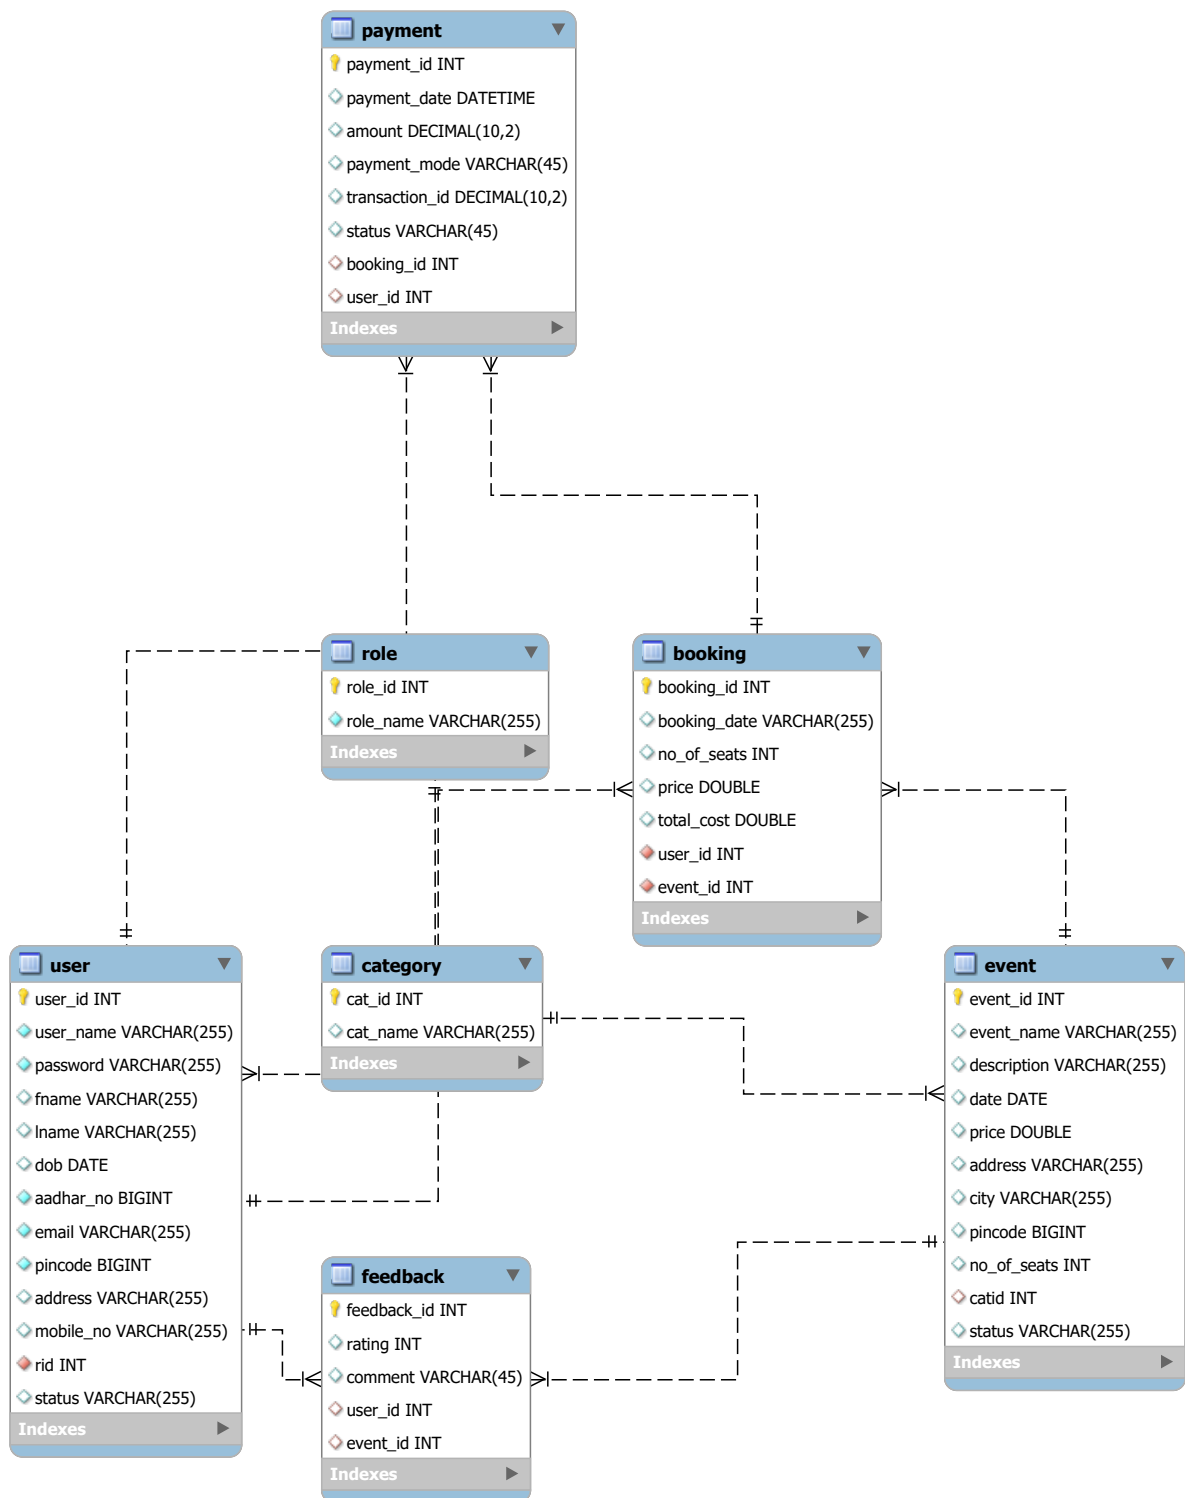 payment
payment_id INT
payment_date DATETIME
amount DECIMAL(10,2)
payment_mode VARCHAR(45)
transaction_id DECIMAL(10,2)
status VARCHAR(45)
booking_id INT
user_id INT
Indexes
role
role_id INT
role_name VARCHAR(255)
Indexes
booking
booking_id INT
booking_date VARCHAR(255)
no_of_seats INT
price DOUBLE
total_cost DOUBLE
user_id INT
event_id INT
Indexes
user
user_id INT
user_name VARCHAR(255)
password VARCHAR(255)
fname VARCHAR(255)
lname VARCHAR(255)
dob DATE
aadhar_no BIGINT
email VARCHAR(255)
pincode BIGINT
address VARCHAR(255)
mobile_no VARCHAR(255)
rid INT
status VARCHAR(255)
Indexes
category
cat_id INT
cat_name VARCHAR(255)
Indexes
event
event_id INT
event_name VARCHAR(255)
description VARCHAR(255)
date DATE
price DOUBLE
address VARCHAR(255)
city VARCHAR(255)
pincode BIGINT
no_of_seats INT
catid INT
status VARCHAR(255)
Indexes
feedback
feedback_id INT
rating INT
comment VARCHAR(45)
user_id INT
event_id INT
Indexes